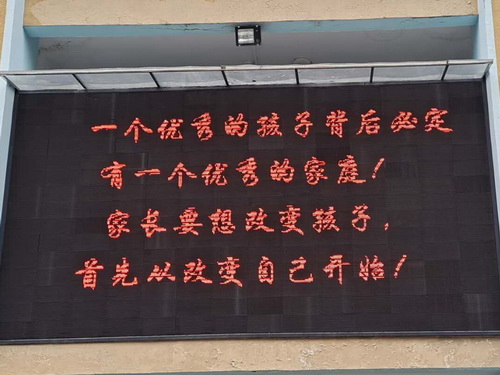 一个优秀的孩子背后必定
有一个优秀的家庭！
家长要想改变孩子，
首先从改变自己开始！